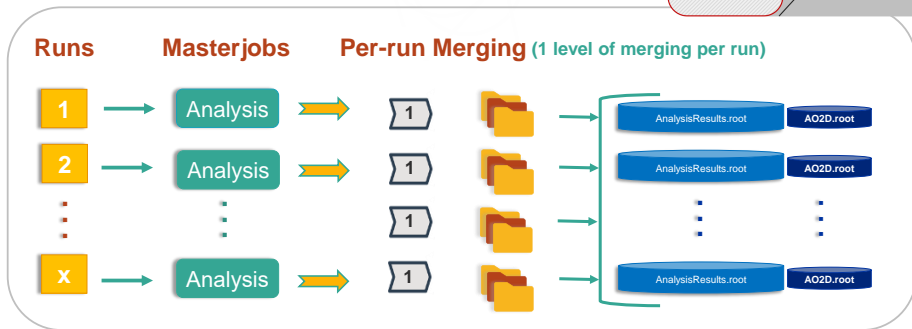 Runs Masterjobs Per-run Merging (1 level of merging per run)
1 Analysis 1 AnalysisResults.root AO2D.root
2 Analysis 1 AnalysisResults.root AO2D.root
1
x Analysis 1 AnalysisResults.root AO2D.root